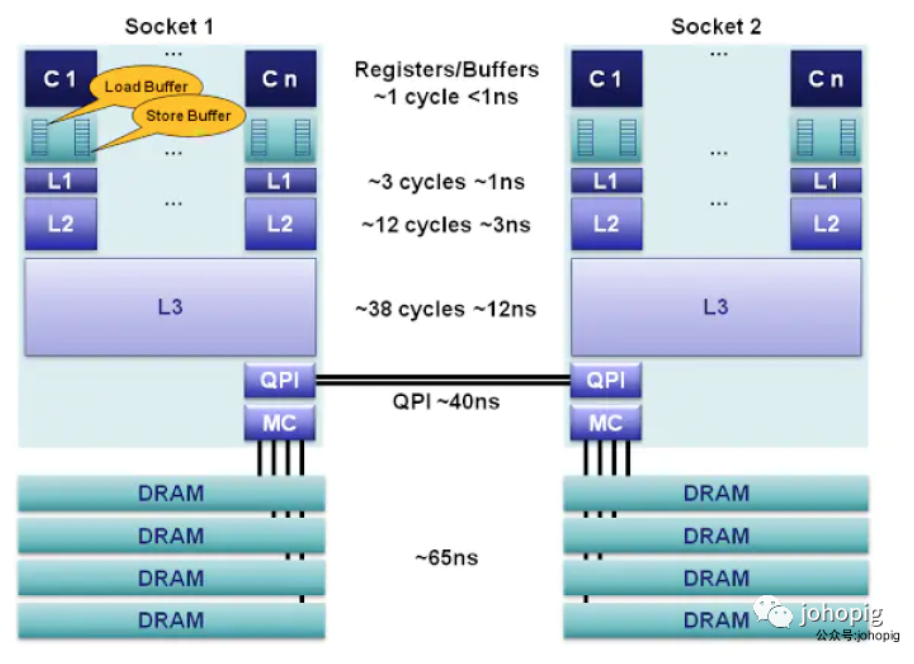 Socket 1
Socket 2
...
...
C 1
Load Buffer
C n
Registers/Buffers
~1 cycle <1ns
C 1
C n
Store Buffer
...
...
L1
L1
~3 cycles ~1ns
L1
L1
...
...
L2
L2
~12 cycles ~3ns
L2
L2
L3
~38 cycles ~12ns
L3
QPI
QPI
QPI ~40ns
MC
MC
DRAM
DRAM
DRAM
DRAM
~65ns
DRAM
DRAM
DRAM
DRAM
johopig
公众号:johopig